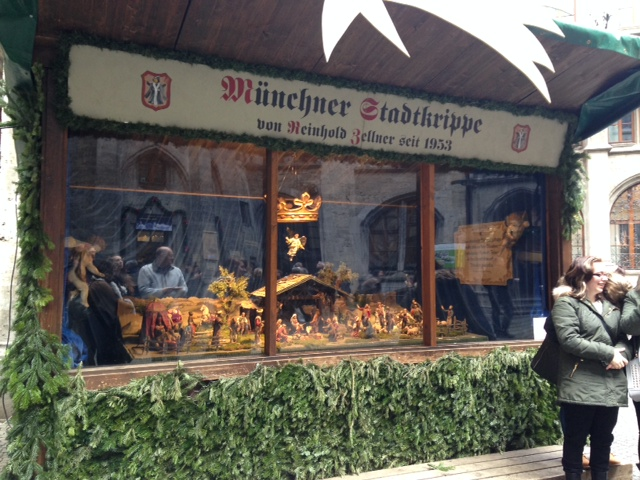 Münchner Stadtkrippe
von Reinhold Zellner seit 1953